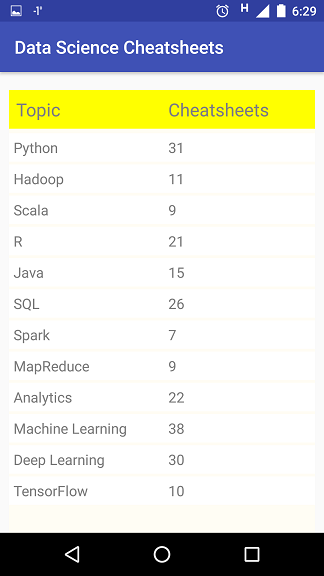 -1° H 6:29
Data Science Cheatsheets
Topic Cheatsheets
Python 31
Hadoop 11
Scala 9
R 21
Java 15
SQL 26
Spark 7
MapReduce 9
Analytics 22
Machine Learning 38
Deep Learning 30
TensorFlow 10